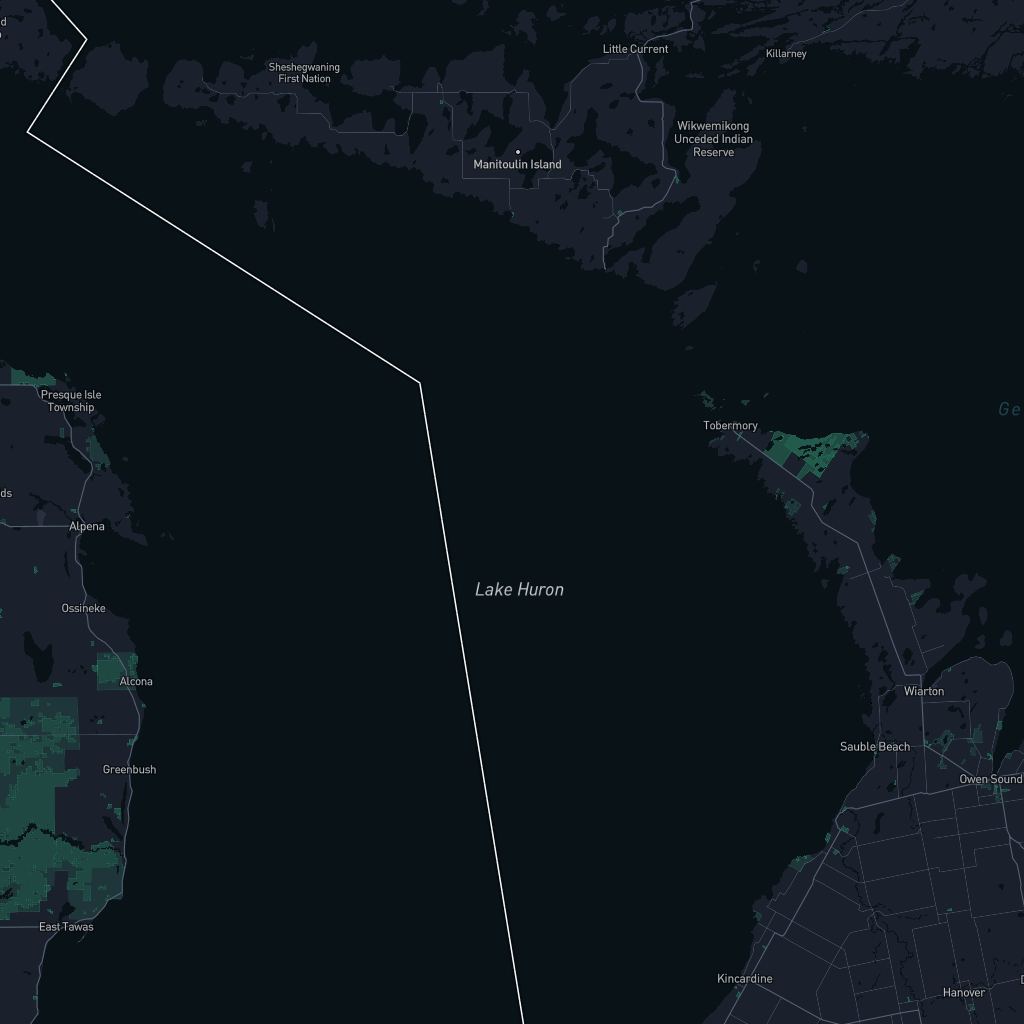 Little Current
Killarney
Sheshegwaning
First Nation
Wikwemikong
Unceded Indian
Reserve
Manitoulin Island
Presque Isle
Township
Ge
Tobermory
ds
Alpena
Lake Huron
Ossineke
Alcona
Wiarton
Sauble Beach
Greenbush
Owen Sound
East Tawas
Kincardine
Hanover